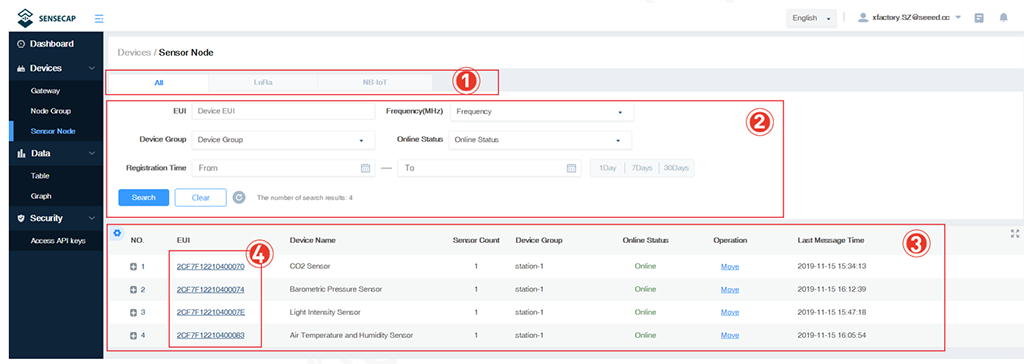 SENSECAP
English
xfactory.SZ@seeed.cc
Dashboard
Devices
Gateway
Node Group
Sensor Node
Data
Table
Graph
Security
Access API keys
Devices / Sensor Node
All LoRa NB-IoT 1
EUI Device EUI Frequency(MHz) Frequency 2
Device Group Device Group Online Status Online Status
Registration Time From — To 1Day 7Days 30Days
Search Clear The number of search results: 4
NO. EUI 4 Device Name Sensor Count Device Group Online Status Operation Last Message Time 3
1 2CF7F12210400070 CO2 Sensor 1 station-1 Online Move 2019-11-15 15:34:13
2 2CF7F12210400074 Barometric Pressure Sensor 1 station-1 Online Move 2019-11-15 16:12:39
3 2CF7F1221040007E Light Intensity Sensor 1 station-1 Online Move 2019-11-15 15:47:18
4 2CF7F12210400083 Air Temperature and Humidity Sensor 1 station-1 Online Move 2019-11-15 16:05:54